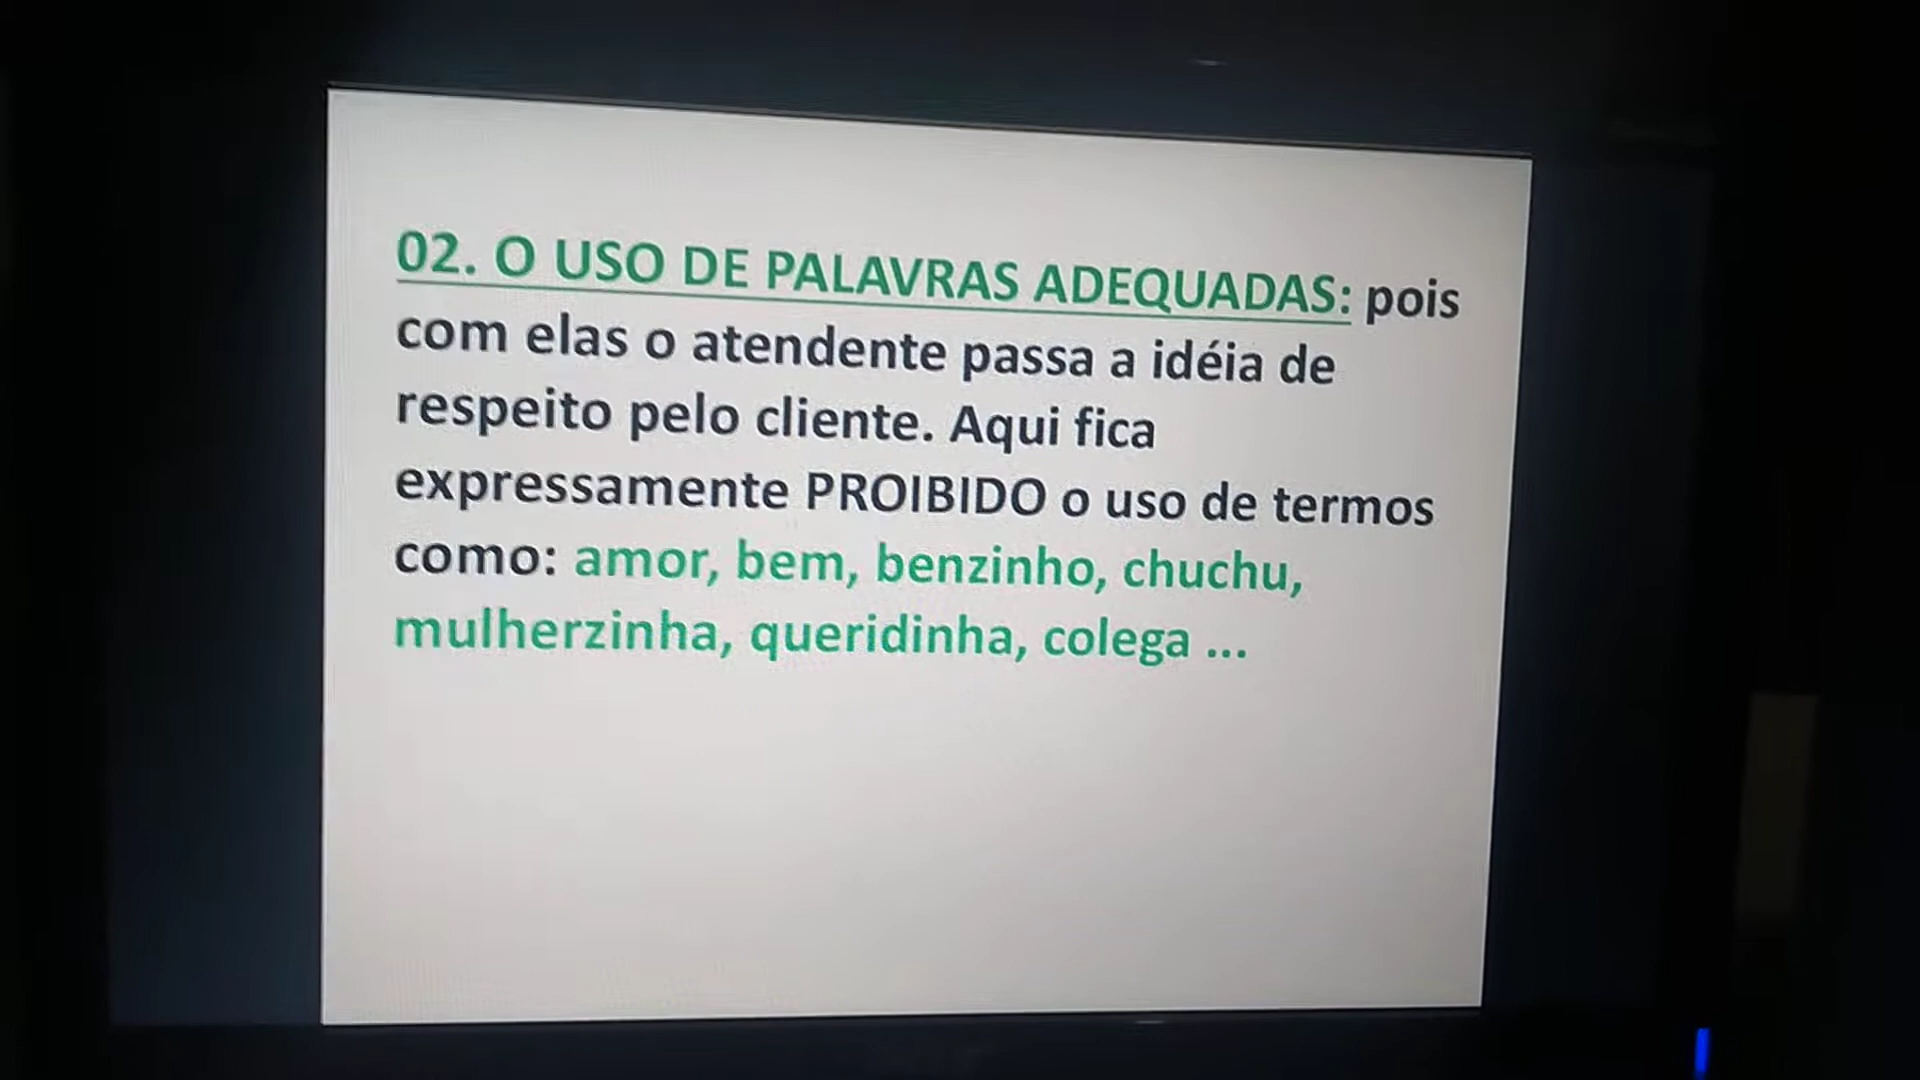 02. O USO DE PALAVRAS ADEQUADAS: pois
com elas o atendente passa a idéia de
respeito pelo cliente. Aqui fica
expressamente PROIBIDO o uso de termos
como: amor, bem, benzinho, chuchu,
mulherzinha, queridinha, colega ...